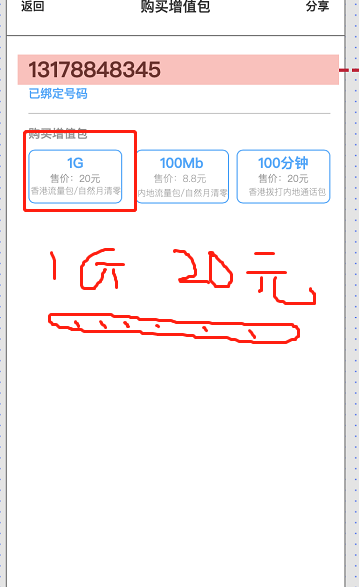 返回 购买增值包 分享
13178848345
已绑定号码
购买增值包
1G 100Mb 100分钟
售价：20元 售价：8.8元 售价：20元
香港流量包/自然月清零 内地流量包/自然月清零 香港拨打内地通话包
1G 20元